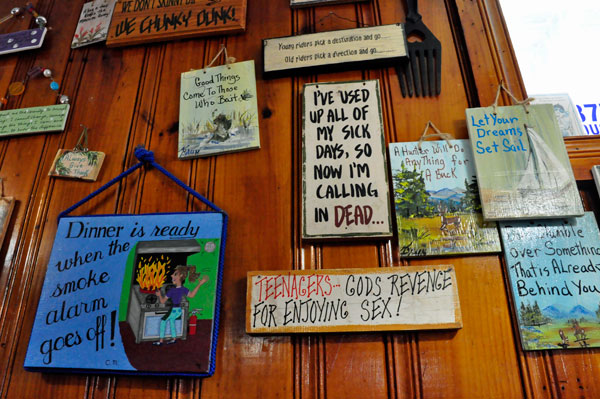 WE DON'T SKINNY DIP
WE CHUNKY DUNK!
Young riders pick a destination and go......
Old riders pick a direction and go........
Good Things
Come To Those
Who Bait.
I'VE USED
UP ALL OF
MY SICK
DAYS, SO
NOW I'M
CALLING
IN DEAD...
A Hunter Will Do
Anything for
A Buck
Let Your
Dreams
Set Sail
Always
Give
Thank
Dinner is ready
when the
smoke
alarm
goes off!
TEENAGERS... GODS REVENGE
FOR ENJOYING SEX!
over Something
That is Already
Behind You